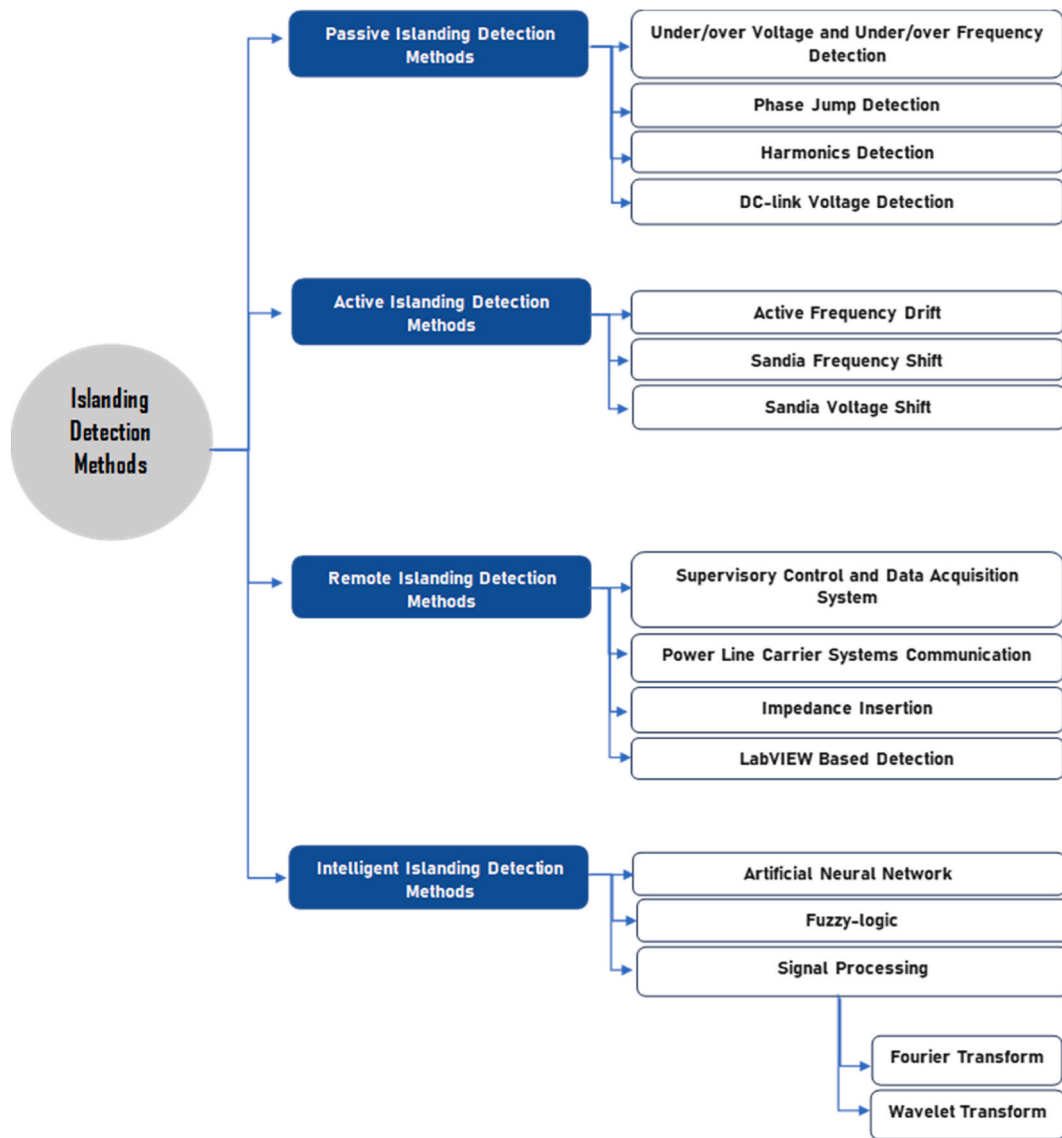 Passive Islanding Detection
Methods
Under/over Voltage and Under/over Frequency
Detection
Phase Jump Detection
Harmonics Detection
DC-link Voltage Detection
Active Islanding Detection
Methods
Active Frequency Drift
Sandia Frequency Shift
Sandia Voltage Shift
Islanding
Detection
Methods
Remote Islanding Detection
Methods
Supervisory Control and Data Acquisition
System
Power Line Carrier Systems Communication
Impedance Insertion
LabVIEW Based Detection
Intelligent Islanding Detection
Methods
Artificial Neural Network
Fuzzy-logic
Signal Processing
Fourier Transform
Wavelet Transform